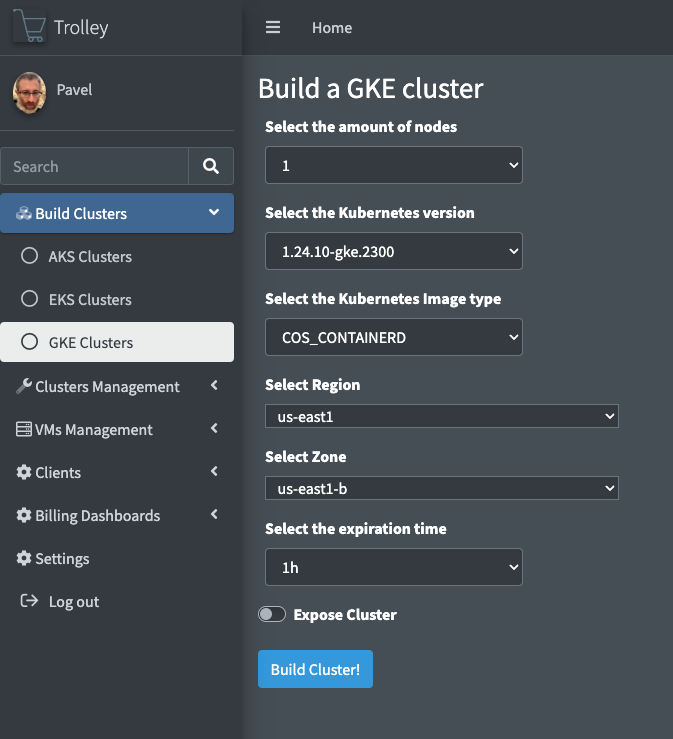 Trolley
Home
Pavel
Search
Build Clusters
AKS Clusters
EKS Clusters
GKE Clusters
Clusters Management
VMs Management
Clients
Billing Dashboards
Settings
Log out
Build a GKE cluster
Select the amount of nodes
1
Select the Kubernetes version
1.24.10-gke.2300
Select the Kubernetes Image type
COS_CONTAINERD
Select Region
us-east1
Select Zone
us-east1-b
Select the expiration time
1h
Expose Cluster
Build Cluster!